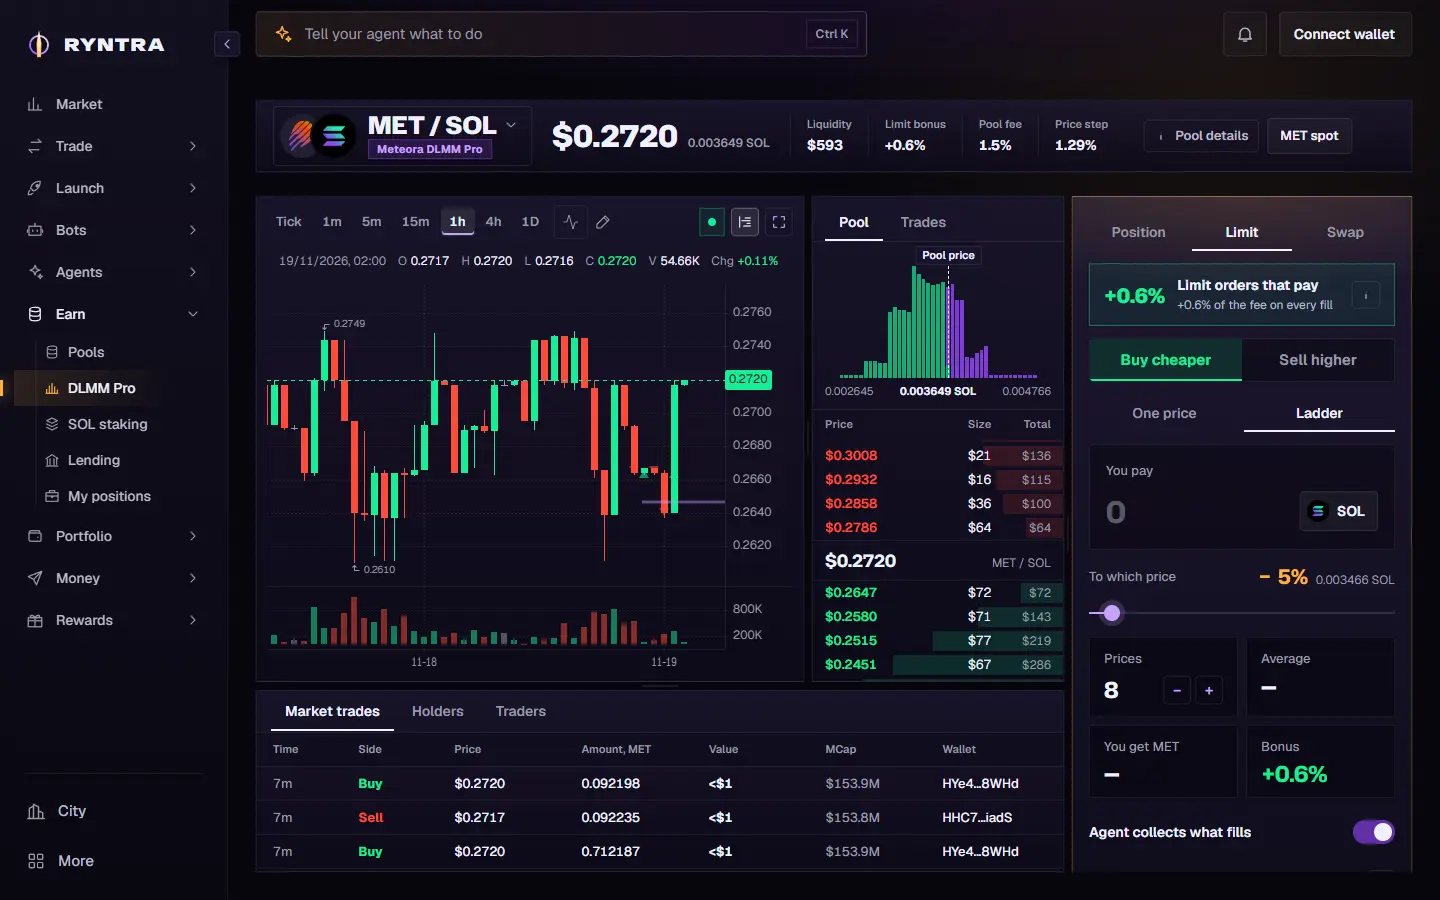 RYNTRA
Tell your agent what to do
Ctrl K
Connect wallet
Market
Trade
Launch
Bots
Agents
Earn
Pools
DLMM Pro
SOL staking
Lending
My positions
Portfolio
Money
Rewards
City
More
MET / SOL
Meteora DLMM Pro
$0.2720 0.003649 SOL
Liquidity
$593
Limit bonus
+0.6%
Pool fee
1.5%
Price step
1.29%
Pool details
MET spot
Tick 1m 5m 15m 1h 4h 1D
19/11/2026, 02:00 O 0.2717 H 0.2720 L 0.2716 C 0.2720 V 54.66K Chg +0.11%
0.2749
0.2610
0.2760
0.2740
0.2720
0.2700
0.2680
0.2660
0.2640
0.2620
800K
200K
11-18 11-19
Pool Trades
Pool price
0.002645 0.003649 SOL 0.004766
Price Size Total
$0.3008 $21 $136
$0.2932 $16 $115
$0.2858 $36 $100
$0.2786 $64 $64
$0.2720 MET / SOL
$0.2647 $72 $72
$0.2580 $71 $143
$0.2515 $77 $219
$0.2451 $67 $286
Position Limit Swap
+0.6%
Limit orders that pay
+0.6% of the fee on every fill
Buy cheaper Sell higher
One price Ladder
You pay
0 SOL
To which price – 5% 0.003466 SOL
Prices
8 - +
Average
–
You get MET
–
Bonus
+0.6%
Agent collects what fills
Market trades Holders Traders
Time Side Price Amount, MET Value MCap Wallet
7m Buy $0.2720 0.092198 <$1 $153.9M HYe4...8WHd
7m Sell $0.2717 0.092235 <$1 $153.8M HHC7...iadS
7m Buy $0.2720 0.712187 <$1 $153.9M HYe4...8WHd